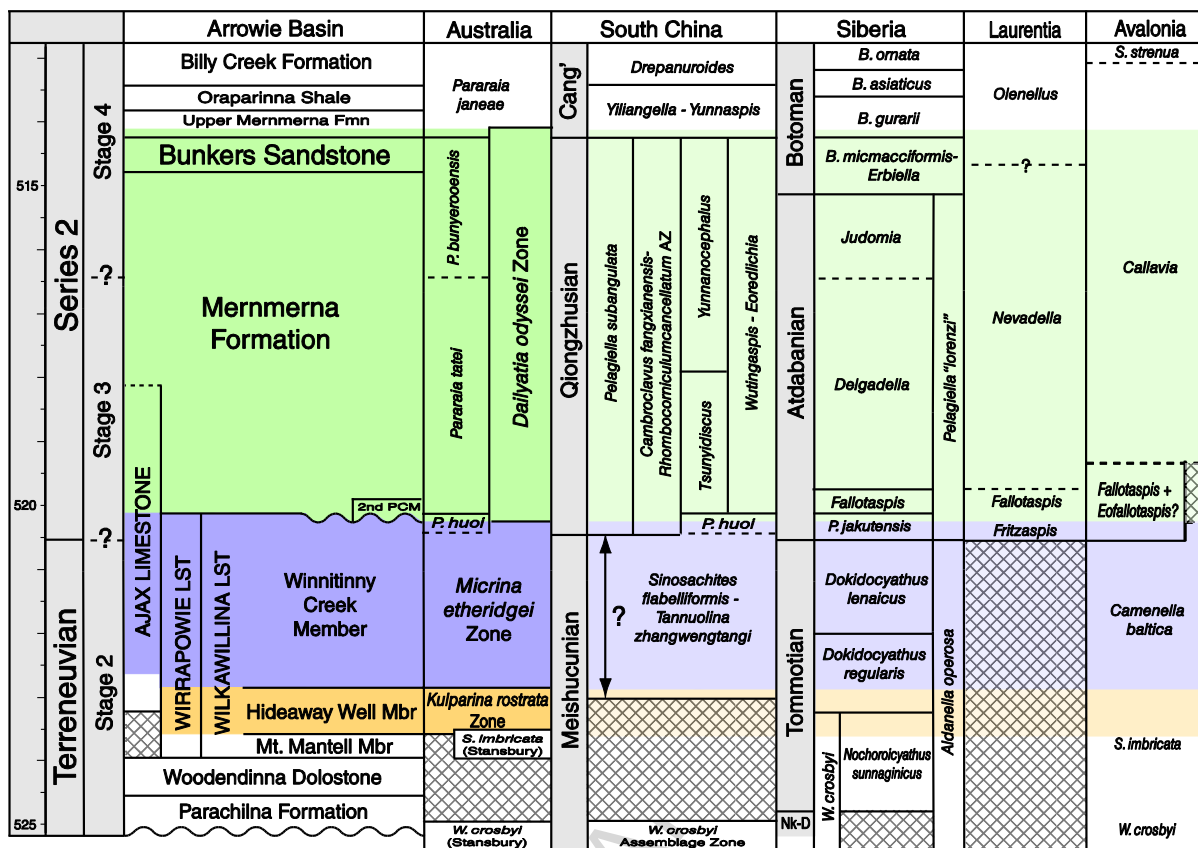 Arrowie Basin
Australia
South China
Siberia
Laurentia
Avalonia
515
520
525
Series 2
Terreneuvian
Stage 4
-?
Stage 3
-?
Stage 2
Billy Creek Formation
Oraparinna Shale
Upper Mernmerna Fmn
Bunkers Sandstone
Mernmerna
Formation
2nd PCM
AJAX LIMESTONE
WIRRAPOWIE LST
WILKAWILLINA LST
Winnitinny
Creek
Member
Hideaway Well Mbr
Mt. Mantell Mbr
Woodendinna Dolostone
Parachilna Formation
Pararaia
janeae
P. bunyerooensis
Pararaia tatei
Dailyatia odyssei Zone
P. huoi
Micrina
etheridgei
Zone
Kulparina rostrata
Zone
S. Imbricata
(Stansbury)
W. crosbyi
(Stansbury)
Cang'
Qiongzhusian
Meishucunian
Drepanuroides
Yiliangella - Yunnaspis
Pelagiella subangulata
Cambroclavus fangxianensis-
Rhombocorniculumcancellatum AZ
Yunnanocephalus
Tsunyidiscus
Wutingaspis - Eoredlichia
P. huoi
?
Sinosachites
flabelliformis -
Tannuolina
zhangwengtangi
W. crosbyi
Assemblage Zone
Botoman
Atdabanian
Tommotian
Nk-D
B. ornata
B. asiaticus
B. gurarii
B. micmacciformis-
Erbiella
Judomia
Delgadella
Pelagiella "lorenzi"
Fallotaspis
P. jakutensis
Dokidocyathus
lenaicus
Dokidocyathus
regularis
Aldanella operosa
W. crosbyi
Nochoroicyathus
sunnaginicus
Olenellus
?
Nevadella
Fallotaspis
Fritzaspis
S. strenua
Callavia
Fallotaspis +
Eofallotaspis?
Camenella
baltica
S. imbricata
W. crosbyi